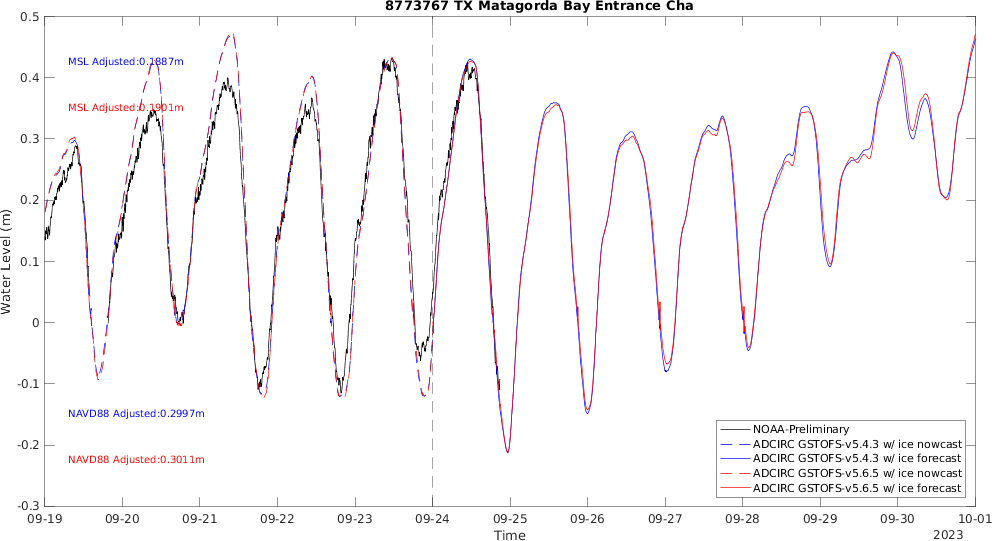 8773767 TX Matagorda Bay Entrance Cha
0.5
0.4
0.3
0.2
0.1
0
-0.1
-0.2
-0.3
Water Level (m)
MSL Adjusted:0.1887m
MSL Adjusted:0.1901m
NAVD88 Adjusted:0.2997m
NAVD88 Adjusted:0.3011m
NOAA-Preliminary
ADCIRC GSTOFS-v5.4.3 w/ ice nowcast
ADCIRC GSTOFS-v5.4.3 w/ ice forecast
ADCIRC GSTOFS-v5.6.5 w/ ice nowcast
ADCIRC GSTOFS-v5.6.5 w/ ice forecast
09-19 09-20 09-21 09-22 09-23 09-24 09-25 09-26 09-27 09-28 09-29 09-30 10-01
Time
2023